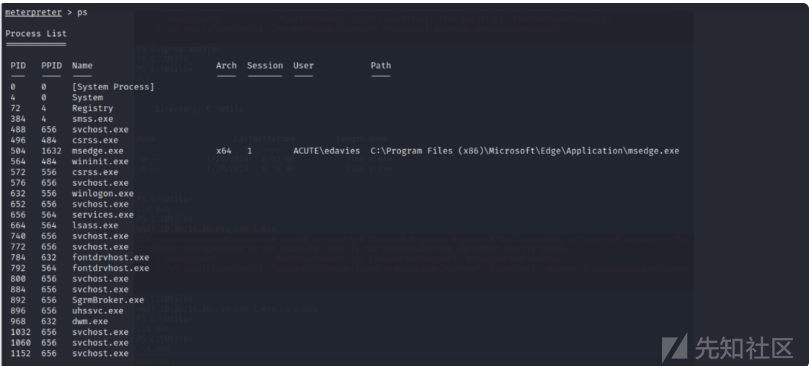 meterpreter > ps
Process List
PID PPID Name Arch Session User Path
0 0 [System Process]
4 0 System
72 4 Registry
384 4 smss.exe
488 656 svchost.exe
496 484 csrss.exe
504 1632 msedge.exe x64 1 ACUTE\edavies C:\Program Files (x86)\Microsoft\Edge\Application\msedge.exe
564 484 wininit.exe
572 556 csrss.exe
576 656 svchost.exe
632 556 winlogon.exe
652 656 svchost.exe
656 564 services.exe
664 564 lsass.exe
740 656 svchost.exe
772 656 svchost.exe
784 632 fontdrvhost.exe
792 564 fontdrvhost.exe
800 656 svchost.exe
884 656 svchost.exe
892 656 SgrmBroker.exe
896 656 uhssvc.exe
968 632 dwm.exe
1032 656 svchost.exe
1060 656 svchost.exe
1152 656 svchost.exe
先知社区